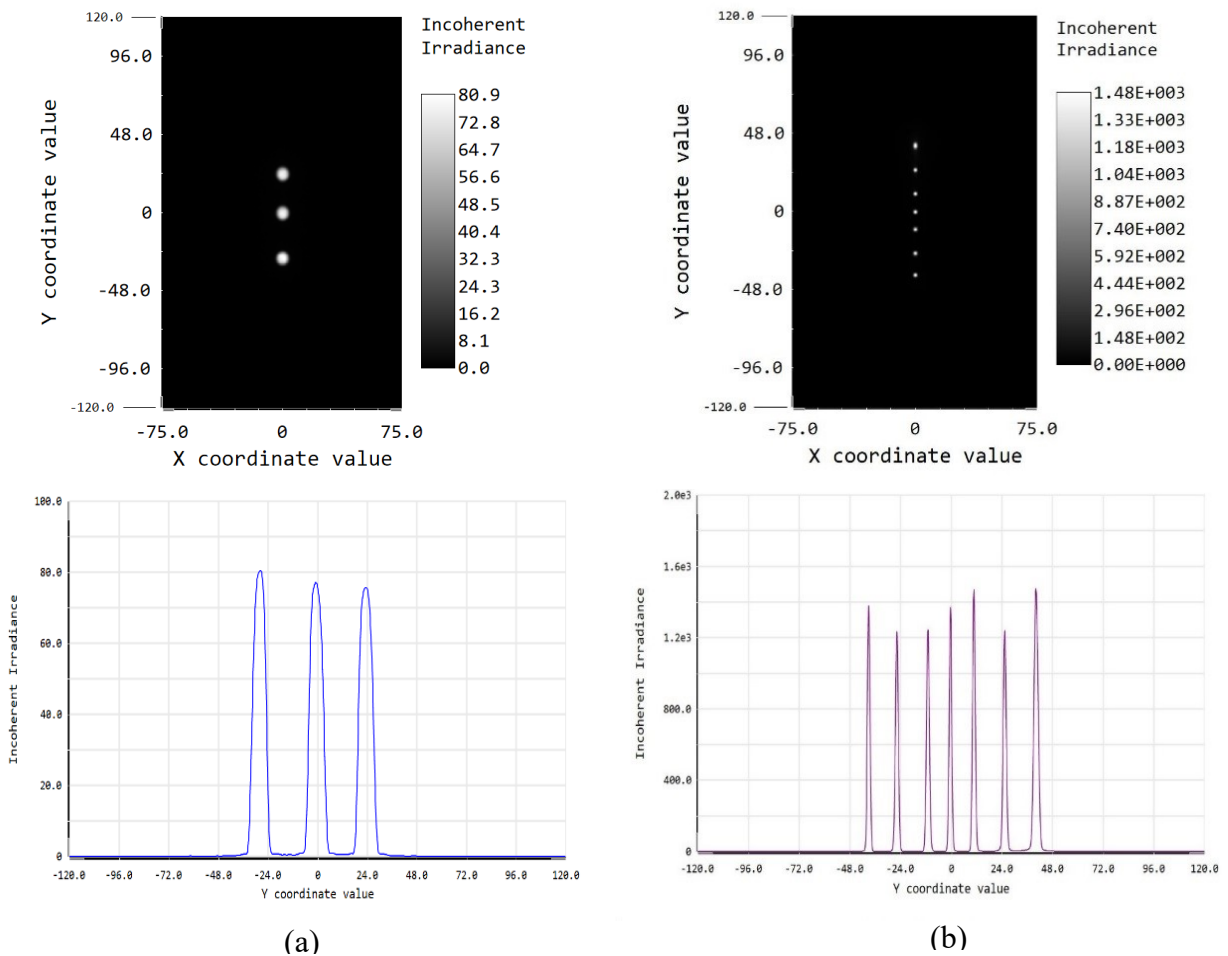 120.0
96.0
48.0
0
-48.0
-96.0
-120.0
Y coordinate value
-75.0 0 75.0
X coordinate value
Incoherent
Irradiance
80.9
72.8
64.7
56.6
48.5
40.4
32.3
24.3
16.2
8.1
0.0
120.0
96.0
48.0
0
-48.0
-96.0
-120.0
Y coordinate value
-75.0 0 75.0
X coordinate value
Incoherent
Irradiance
1.48E+003
1.33E+003
1.18E+003
1.04E+003
8.87E+002
7.40E+002
5.92E+002
4.44E+002
2.96E+002
1.48E+002
0.00E+000
100.0
80.0
60.0
40.0
20.0
0
Incoherent Irradiance
-120.0 -96.0 -72.0 -48.0 -24.0 0 24.0 48.0 72.0 96.0 120.0
Y coordinate value
(a)
2.0e3
1.6e3
1.2e3
800.0
400.0
0
Incoherent Irradiance
-120.0 -96.0 -72.0 -48.0 -24.0 0 24.0 48.0 72.0 96.0 120.0
Y coordinate value
(b)